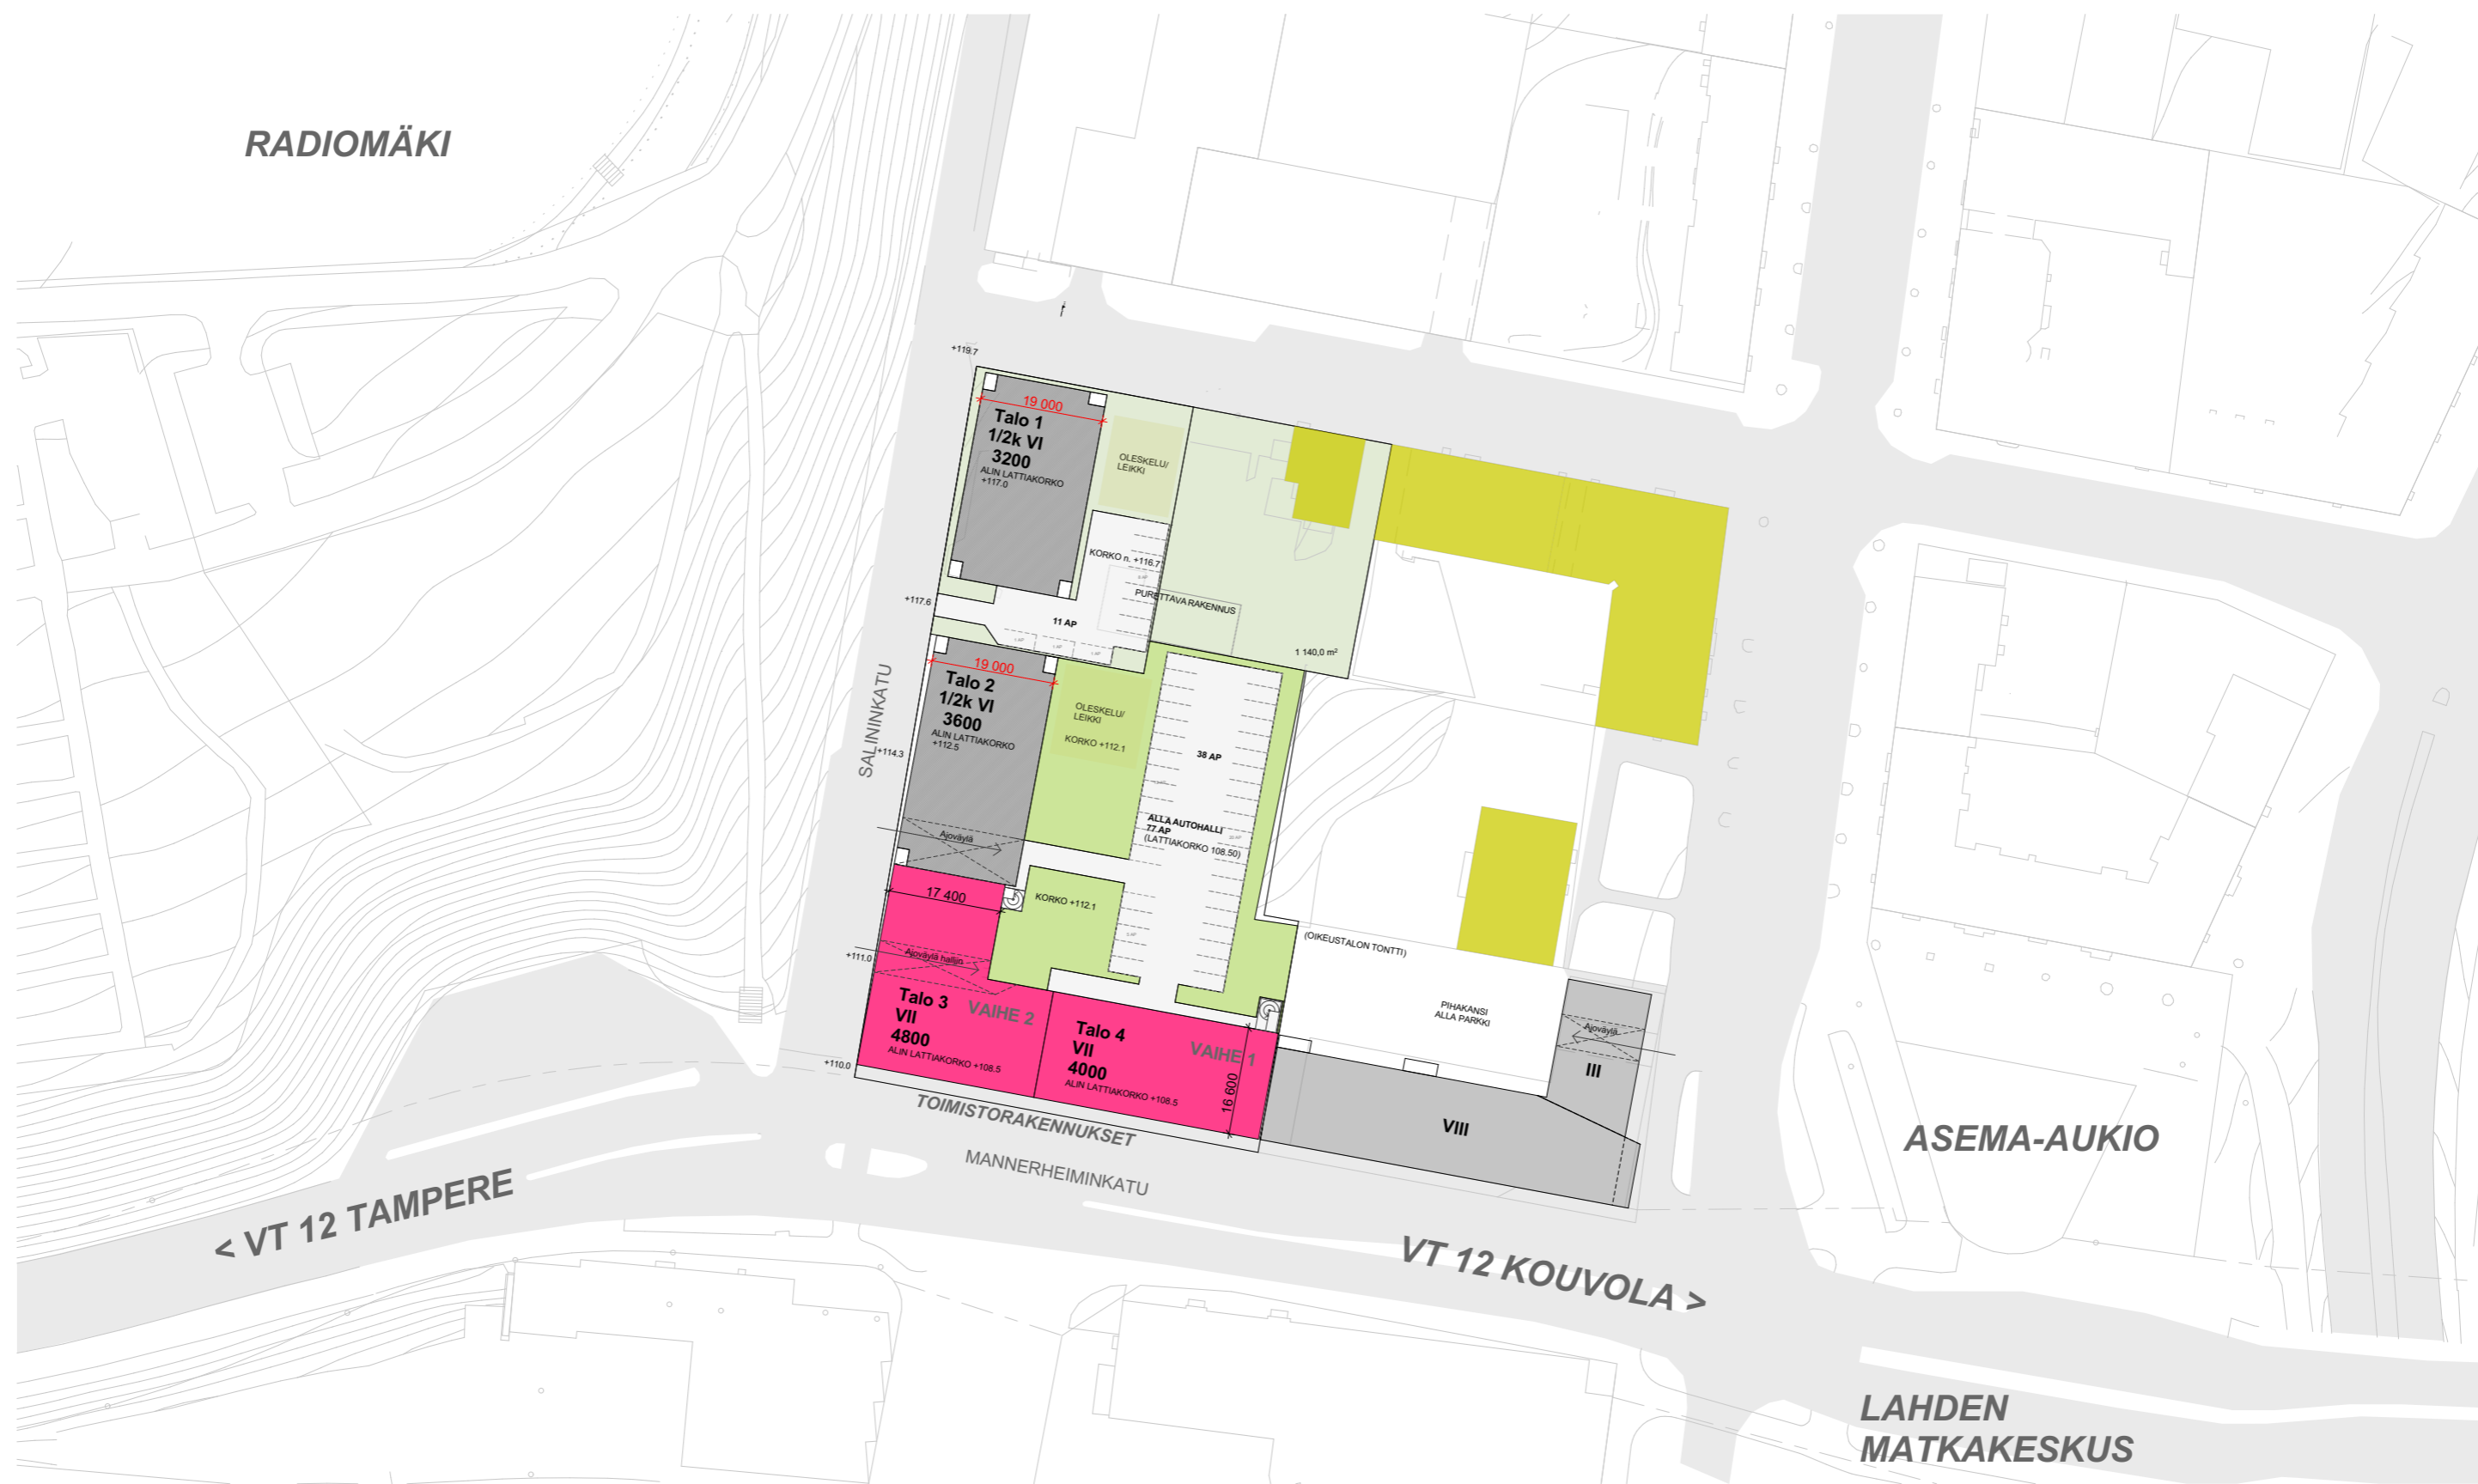 RADIOMÄKI
+119.7
19 000
Talo 1
1/2k VI
3200
ALIN LATTIAKORKO
+117.0
OLESKELU/
LEIKKI
KORKO n. +116.7
PURETTAVA RAKENNUS
+117.6
11 AP
1 140,0 m²
19 000
Talo 2
1/2k VI
3600
ALIN LATTIAKORKO
+112.5
SALININKATU
+114.3
OLESKELU/
LEIKKI
KORKO +112.1
38 AP
ALLA AUTOHALLI
77 AP
(LATTIAKORKO 108.50)
Ajoväylä
17 400
KORKO +112.1
(OIKEUSTALON TONTTI)
Ajoväylä halliin
+111.0
Talo 3
VII
4800
ALIN LATTIAKORKO +108.5
VAIHE 2
Talo 4
VII
4000
ALIN LATTIAKORKO +108.5
VAIHE 1
16 600
PIHAKANSI
ALLA PARKKI
Ajoväylä
III
VIII
+110.0
TOIMISTORAKENNUKSET
MANNERHEIMINKATU
ASEMA-AUKIO
< VT 12 TAMPERE
VT 12 KOUVOLA >
LAHDEN
MATKAKESKUS